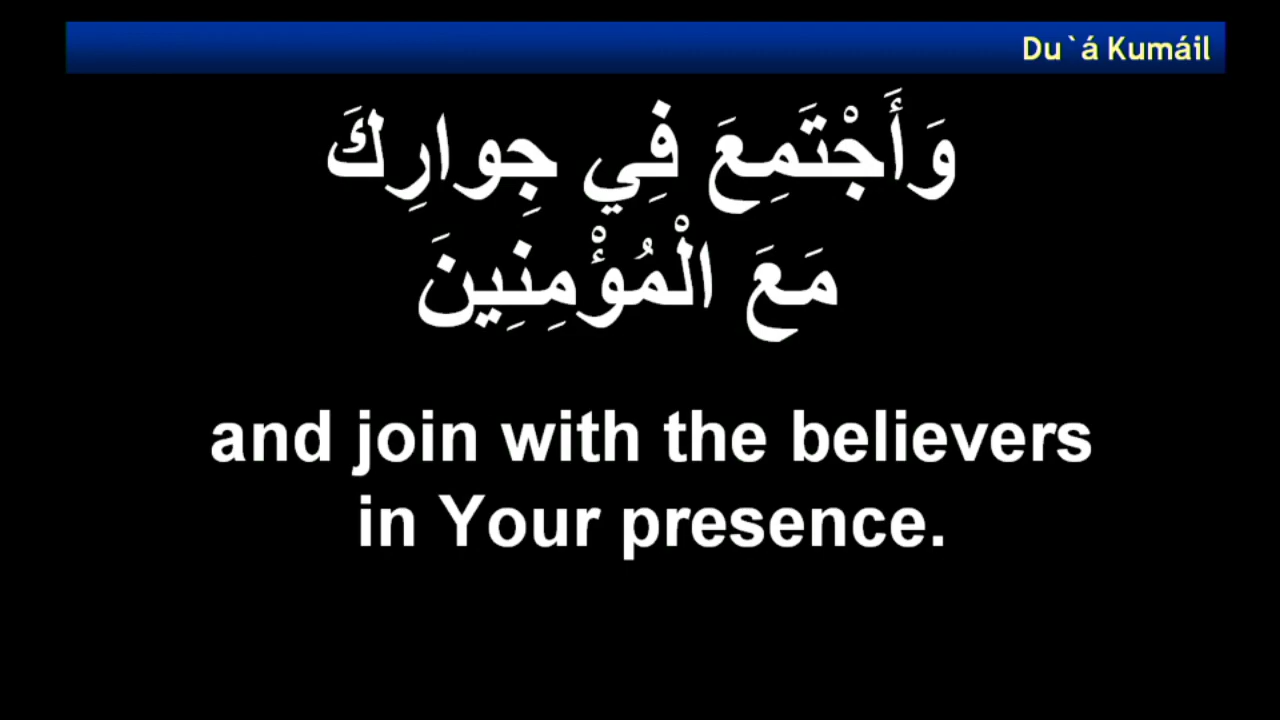 Du`á Kumáil
وَأَجْتَمِعَ فِي جِوارِكَ
مَعَ الْمُؤْمِنِينَ
and join with the believers
in Your presence.